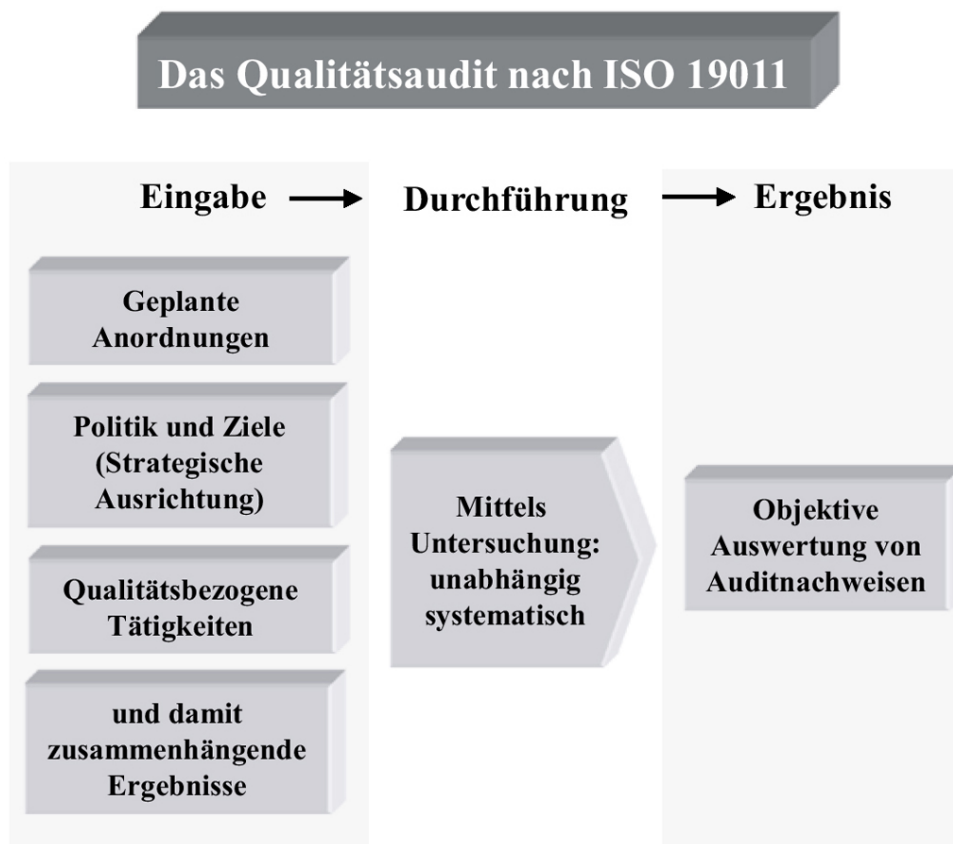 Das Qualitätsaudit nach ISO 19011
Eingabe
Durchführung
Ergebnis
Geplante
Anordnungen
Politik und Ziele
(Strategische
Ausrichtung)
Qualitätsbezogene
Tätigkeiten
und damit
zusammenhängende
Ergebnisse
Mittels
Untersuchung:
unabhängig
systematisch
Objektive
Auswertung von
Auditnachweisen